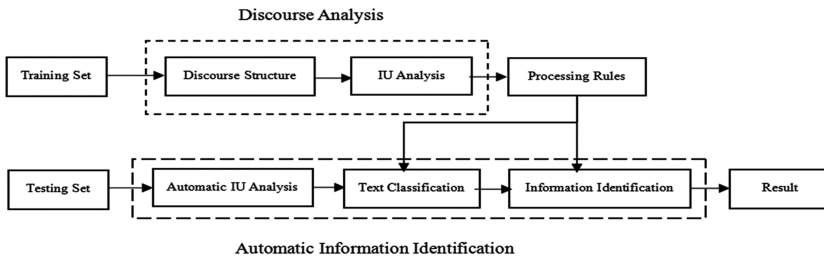 Discourse Analysis
Training Set
Discourse Structure
IU Analysis
Processing Rules
Testing Set
Automatic IU Analysis
Text Classification
Information Identification
Result
Automatic Information Identification